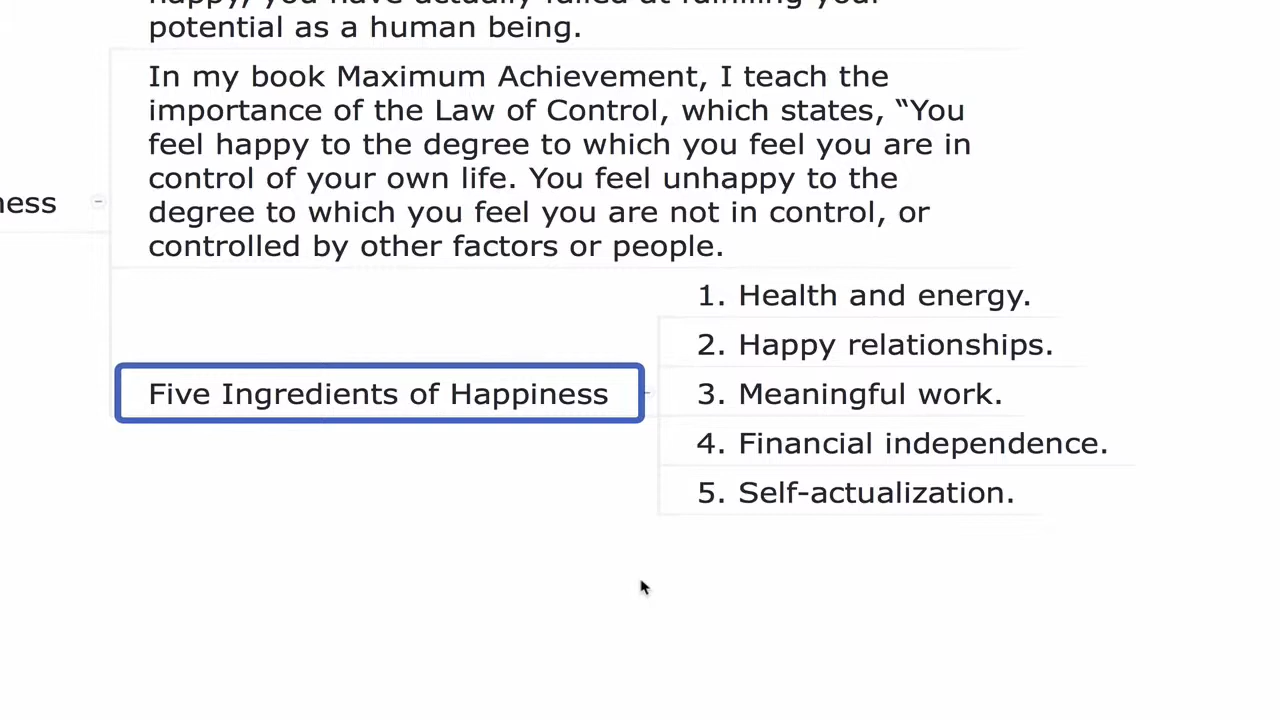 potential as a human being.
In my book Maximum Achievement, I teach the
importance of the Law of Control, which states, “You
feel happy to the degree to which you feel you are in
control of your own life. You feel unhappy to the
degree to which you feel you are not in control, or
controlled by other factors or people.
Five Ingredients of Happiness
1. Health and energy.
2. Happy relationships.
3. Meaningful work.
4. Financial independence.
5. Self-actualization.